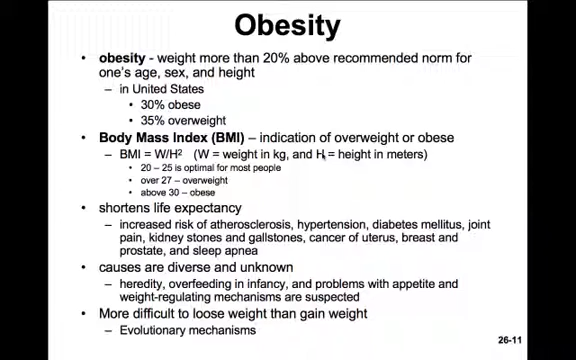 Obesity
• obesity - weight more than 20% above recommended norm for
one's age, sex, and height
– in United States
• 30% obese
• 35% overweight
• Body Mass Index (BMI) – indication of overweight or obese
– BMI = W/H² (W = weight in kg, and H = height in meters)
• 20 – 25 is optimal for most people
• over 27 – overweight
• above 30 – obese
• shortens life expectancy
– increased risk of atherosclerosis, hypertension, diabetes mellitus, joint
pain, kidney stones and gallstones, cancer of uterus, breast and
prostate, and sleep apnea
• causes are diverse and unknown
– heredity, overfeeding in infancy, and problems with appetite and
weight-regulating mechanisms are suspected
• More difficult to loose weight than gain weight
– Evolutionary mechanisms
26-11